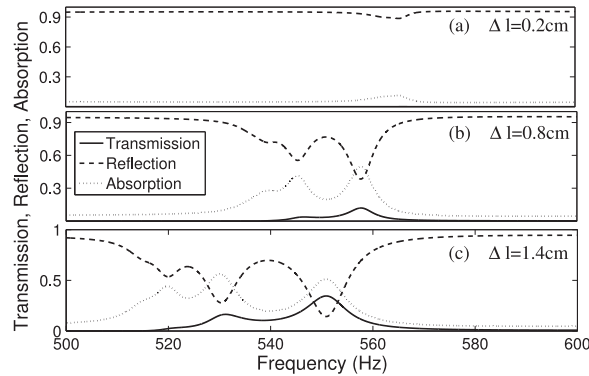 Transmission, Reflection, Absorption
0.9
0.6
0.3
(a) Δ l=0.2cm
0.9
0.6
0.3
(b) Δ l=0.8cm
Transmission
Reflection
Absorption
1
0.5
0
(c) Δ l=1.4cm
500 520 540 560 580 600
Frequency (Hz)